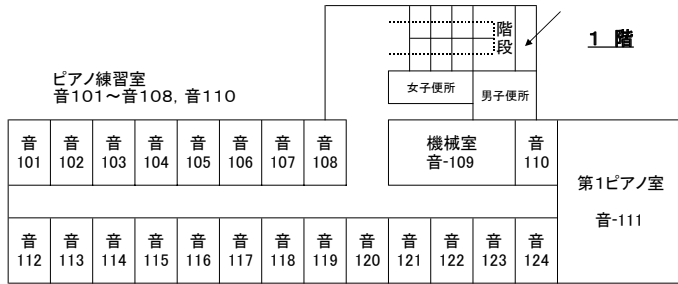 1 階
階
段
女子便所
男子便所
ピアノ練習室
音101~音108, 音110
音
101
音
102
音
103
音
104
音
105
音
106
音
107
音
108
機械室
音-109
音
110
第1ピアノ室
音-111
音
112
音
113
音
114
音
115
音
116
音
117
音
118
音
119
音
120
音
121
音
122
音
123
音
124